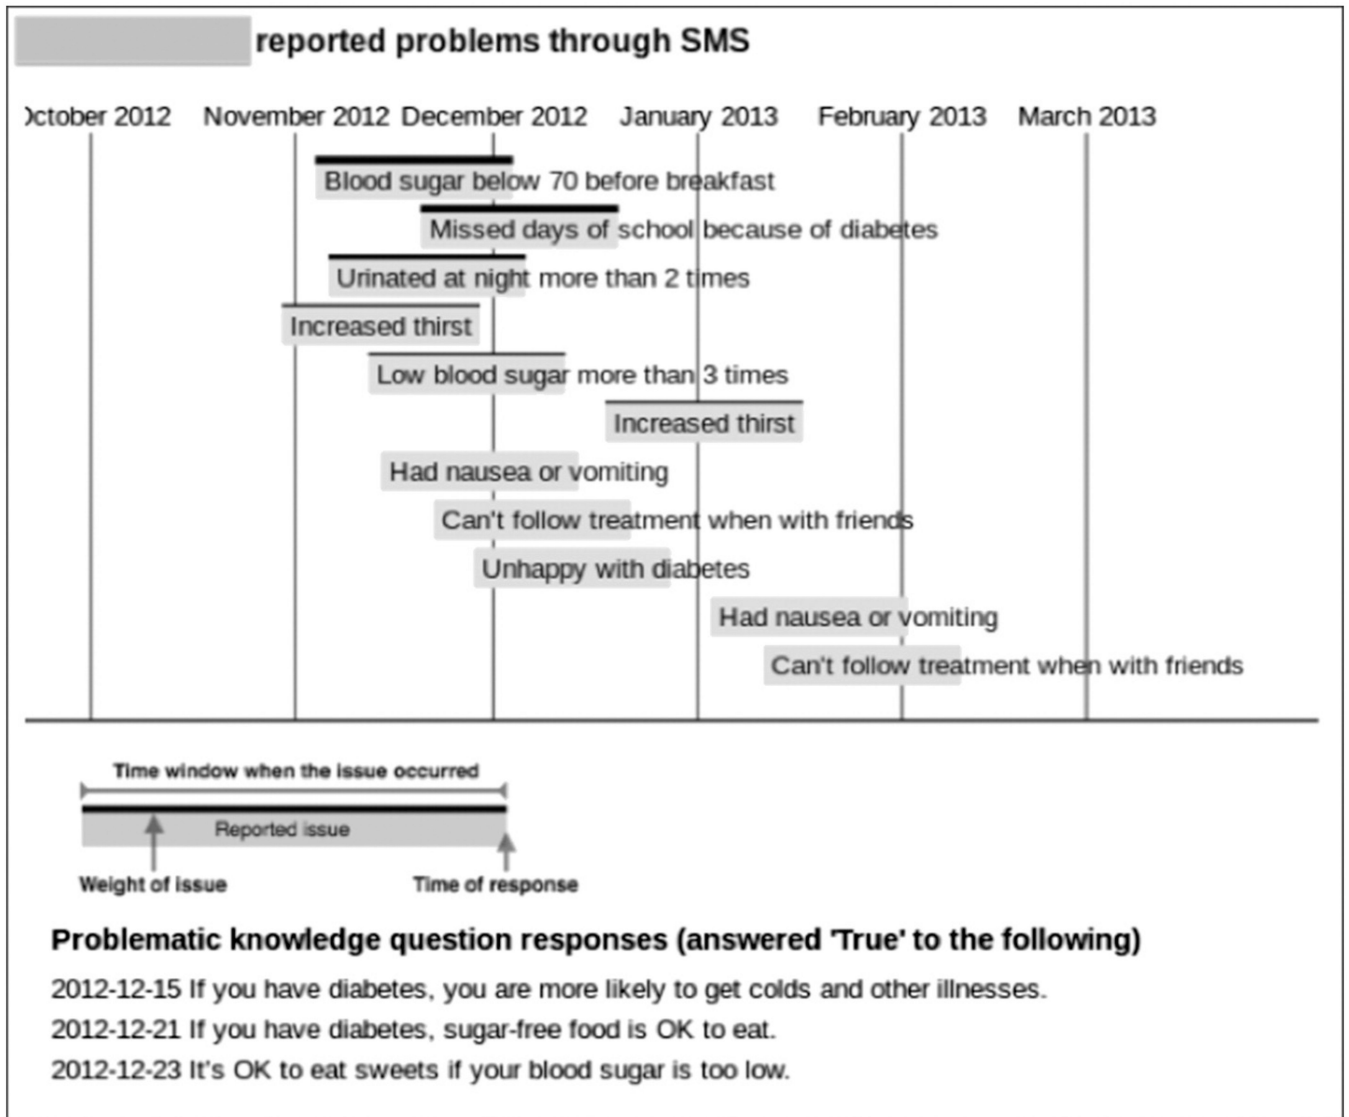 reported problems through SMS
October 2012 November 2012 December 2012 January 2013 February 2013 March 2013
Blood sugar below 70 before breakfast
Missed days of school because of diabetes
Urinated at night more than 2 times
Increased thirst
Low blood sugar more than 3 times
Increased thirst
Had nausea or vomiting
Can't follow treatment when with friends
Unhappy with diabetes
Had nausea or vomiting
Can't follow treatment when with friends
Time window when the issue occurred
Reported issue
Weight of issue Time of response
Problematic knowledge question responses (answered 'True' to the following)
2012-12-15 If you have diabetes, you are more likely to get colds and other illnesses.
2012-12-21 If you have diabetes, sugar-free food is OK to eat.
2012-12-23 It's OK to eat sweets if your blood sugar is too low.